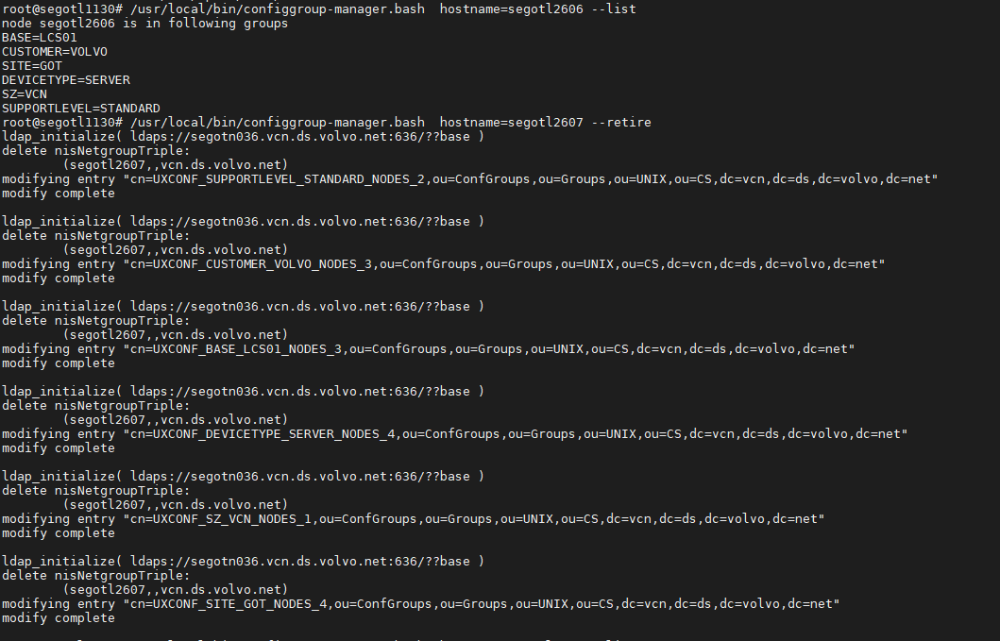 root@segotl1130# /usr/local/bin/configgroup-manager.bash  hostname=segotl2606 --list
node segotl2606 is in following groups
BASE=LCS01
CUSTOMER=VOLVO
SITE=GOT
DEVICETYPE=SERVER
SZ=VCN
SUPPORTLEVEL=STANDARD
root@segotl1130# /usr/local/bin/configgroup-manager.bash  hostname=segotl2607 --retire
ldap_initialize( ldaps://segotn036.vcn.ds.volvo.net:636/??base )
delete nisNetgroupTriple:
        (segotl2607,,vcn.ds.volvo.net)
modifying entry "cn=UXCONF_SUPPORTLEVEL_STANDARD_NODES_2,ou=ConfGroups,ou=Groups,ou=UNIX,ou=CS,dc=vcn,dc=ds,dc=volvo,dc=net"
modify complete

ldap_initialize( ldaps://segotn036.vcn.ds.volvo.net:636/??base )
delete nisNetgroupTriple:
        (segotl2607,,vcn.ds.volvo.net)
modifying entry "cn=UXCONF_CUSTOMER_VOLVO_NODES_3,ou=ConfGroups,ou=Groups,ou=UNIX,ou=CS,dc=vcn,dc=ds,dc=volvo,dc=net"
modify complete

ldap_initialize( ldaps://segotn036.vcn.ds.volvo.net:636/??base )
delete nisNetgroupTriple:
        (segotl2607,,vcn.ds.volvo.net)
modifying entry "cn=UXCONF_BASE_LCS01_NODES_3,ou=ConfGroups,ou=Groups,ou=UNIX,ou=CS,dc=vcn,dc=ds,dc=volvo,dc=net"
modify complete

ldap_initialize( ldaps://segotn036.vcn.ds.volvo.net:636/??base )
delete nisNetgroupTriple:
        (segotl2607,,vcn.ds.volvo.net)
modifying entry "cn=UXCONF_DEVICETYPE_SERVER_NODES_4,ou=ConfGroups,ou=Groups,ou=UNIX,ou=CS,dc=vcn,dc=ds,dc=volvo,dc=net"
modify complete

ldap_initialize( ldaps://segotn036.vcn.ds.volvo.net:636/??base )
delete nisNetgroupTriple:
        (segotl2607,,vcn.ds.volvo.net)
modifying entry "cn=UXCONF_SZ_VCN_NODES_1,ou=ConfGroups,ou=Groups,ou=UNIX,ou=CS,dc=vcn,dc=ds,dc=volvo,dc=net"
modify complete

ldap_initialize( ldaps://segotn036.vcn.ds.volvo.net:636/??base )
delete nisNetgroupTriple:
        (segotl2607,,vcn.ds.volvo.net)
modifying entry "cn=UXCONF_SITE_GOT_NODES_4,ou=ConfGroups,ou=Groups,ou=UNIX,ou=CS,dc=vcn,dc=ds,dc=volvo,dc=net"
modify complete